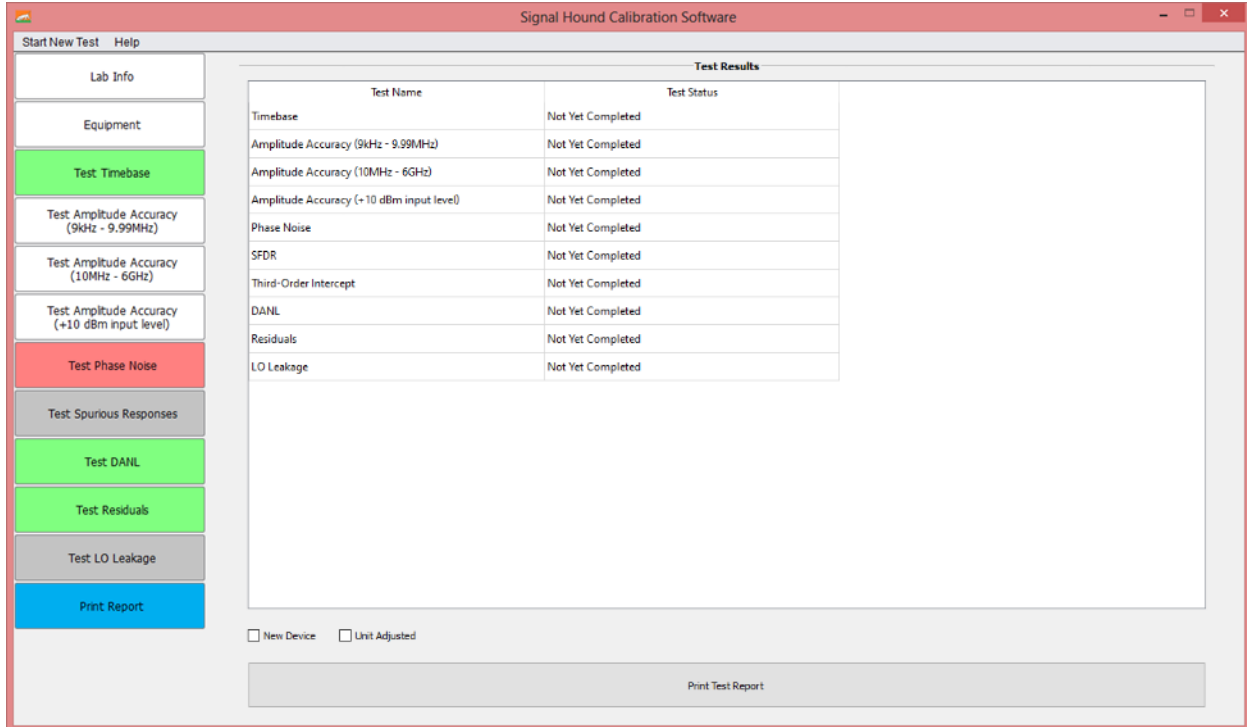 Signal Hound Calibration Software
Start New Test Help
Lab Info
Equipment
Test Timebase
Test Amplitude Accuracy
(9kHz - 9.99MHz)
Test Amplitude Accuracy
(10MHz - 6GHz)
Test Amplitude Accuracy
(+10 dBm input level)
Test Phase Noise
Test Spurious Responses
Test DANL
Test Residuals
Test LO Leakage
Print Report
Test Results
Test Name Test Status
Timebase Not Yet Completed
Amplitude Accuracy (9kHz - 9.99MHz) Not Yet Completed
Amplitude Accuracy (10MHz - 6GHz) Not Yet Completed
Amplitude Accuracy (+10 dBm input level) Not Yet Completed
Phase Noise Not Yet Completed
SFDR Not Yet Completed
Third-Order Intercept Not Yet Completed
DANL Not Yet Completed
Residuals Not Yet Completed
LO Leakage Not Yet Completed
New Device Unit Adjusted
Print Test Report